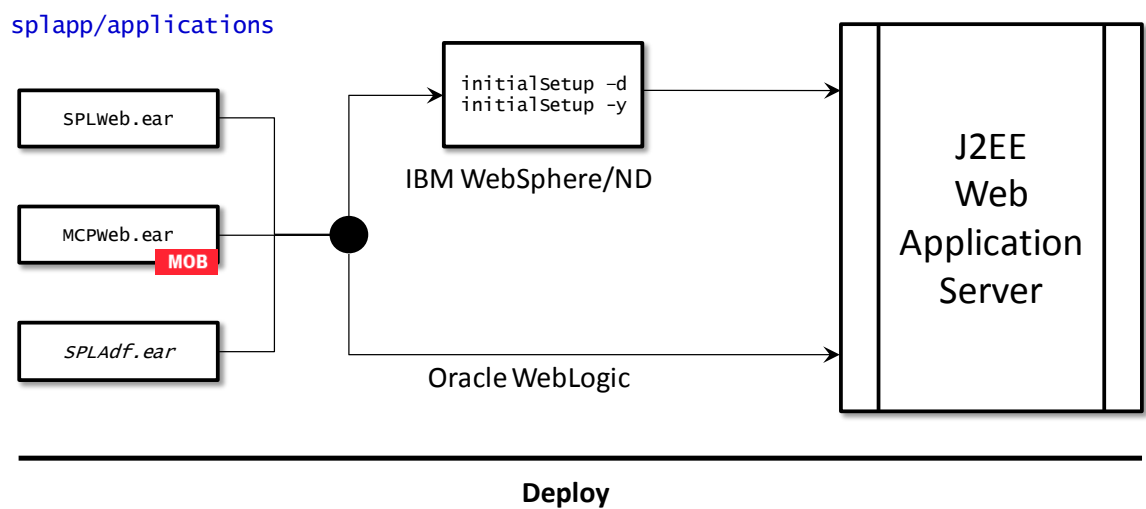 splapp/applications
SPLWeb.ear
MCPWeb.ear
MOB
SPLAdf.ear
initialSetup –d
initialSetup –y
IBM WebSphere/ND
Oracle WebLogic
J2EE
Web
Application
Server
Deploy